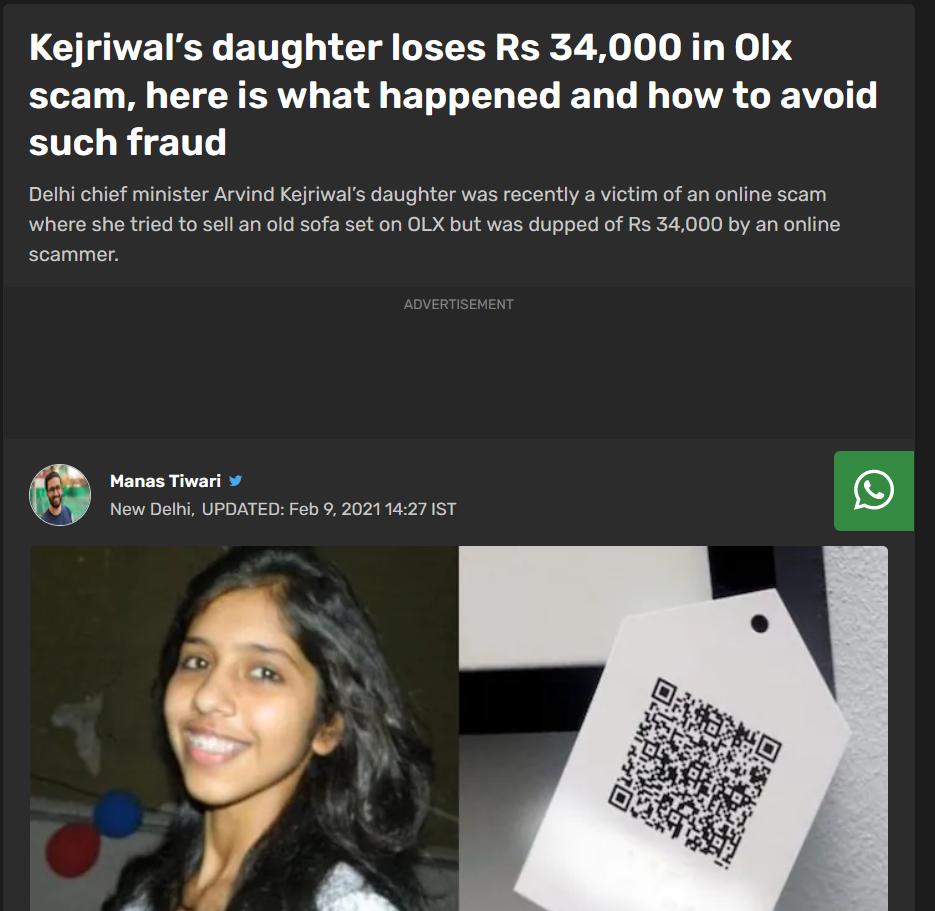 Kejriwal’s daughter loses Rs 34,000 in Olx
scam, here is what happened and how to avoid
such fraud
Delhi chief minister Arvind Kejriwal’s daughter was recently a victim of an online scam
where she tried to sell an old sofa set on OLX but was dupped of Rs 34,000 by an online
scammer.
ADVERTISEMENT
Manas Tiwari
New Delhi, UPDATED: Feb 9, 2021 14:27 IST